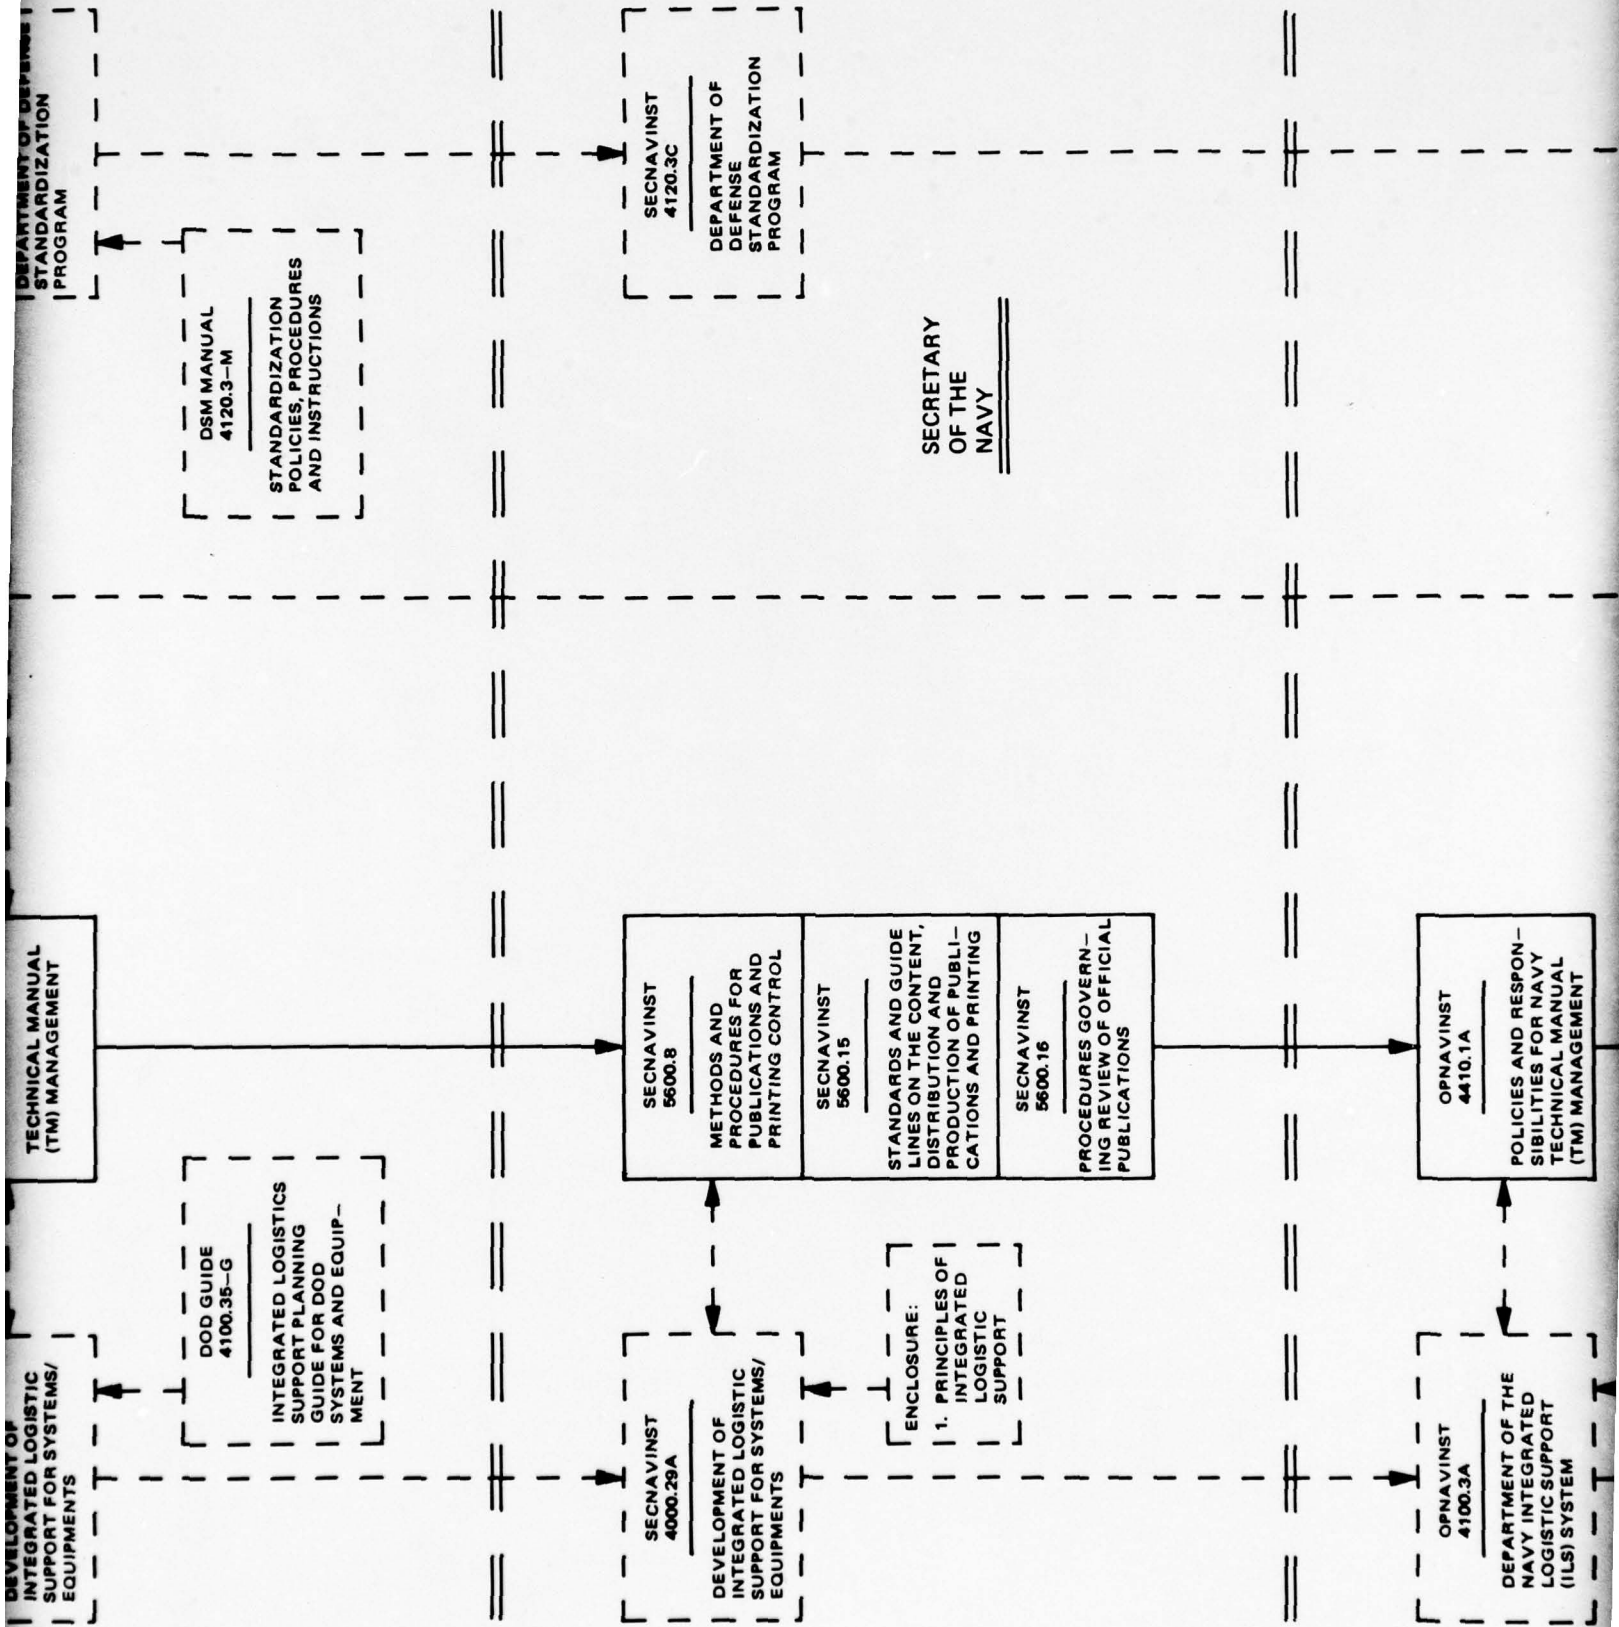 DEVELOPMENT OF
INTEGRATED LOGISTIC
SUPPORT FOR SYSTEMS/
EQUIPMENTS
TECHNICAL MANUAL
(TM) MANAGEMENT
DEPARTMENT OF DEFENSE
STANDARDIZATION
PROGRAM
DOD GUIDE
4100.35-G
INTEGRATED LOGISTICS
SUPPORT PLANNING
GUIDE FOR DOD
SYSTEMS AND EQUIP-
MENT
DSM MANUAL
4120.3-M
STANDARDIZATION
POLICIES, PROCEDURES
AND INSTRUCTIONS
SECNAVINST
4000.29A
DEVELOPMENT OF
INTEGRATED LOGISTIC
SUPPORT FOR SYSTEMS/
EQUIPMENTS
SECNAVINST
5600.8
METHODS AND
PROCEDURES FOR
PUBLICATIONS AND
PRINTING CONTROL
SECNAVINST
5600.15
STANDARDS AND GUIDE
LINES ON THE CONTENT,
DISTRIBUTION AND
PRODUCTION OF PUBLI-
CATIONS AND PRINTING
SECNAVINST
5600.16
PROCEDURES GOVERN-
ING REVIEW OF OFFICIAL
PUBLICATIONS
SECNAVINST
4120.3C
DEPARTMENT OF
DEFENSE
STANDARDIZATION
PROGRAM
ENCLOSURE:
1. PRINCIPLES OF
INTEGRATED
LOGISTIC
SUPPORT
SECRETARY
OF THE
NAVY
OPNAVINST
4100.3A
DEPARTMENT OF THE
NAVY INTEGRATED
LOGISTIC SUPPORT
(ILS) SYSTEM
OPNAVINST
4410.1A
POLICIES AND RESPON-
SIBILITIES FOR NAVY
TECHNICAL MANUAL
(TM) MANAGEMENT